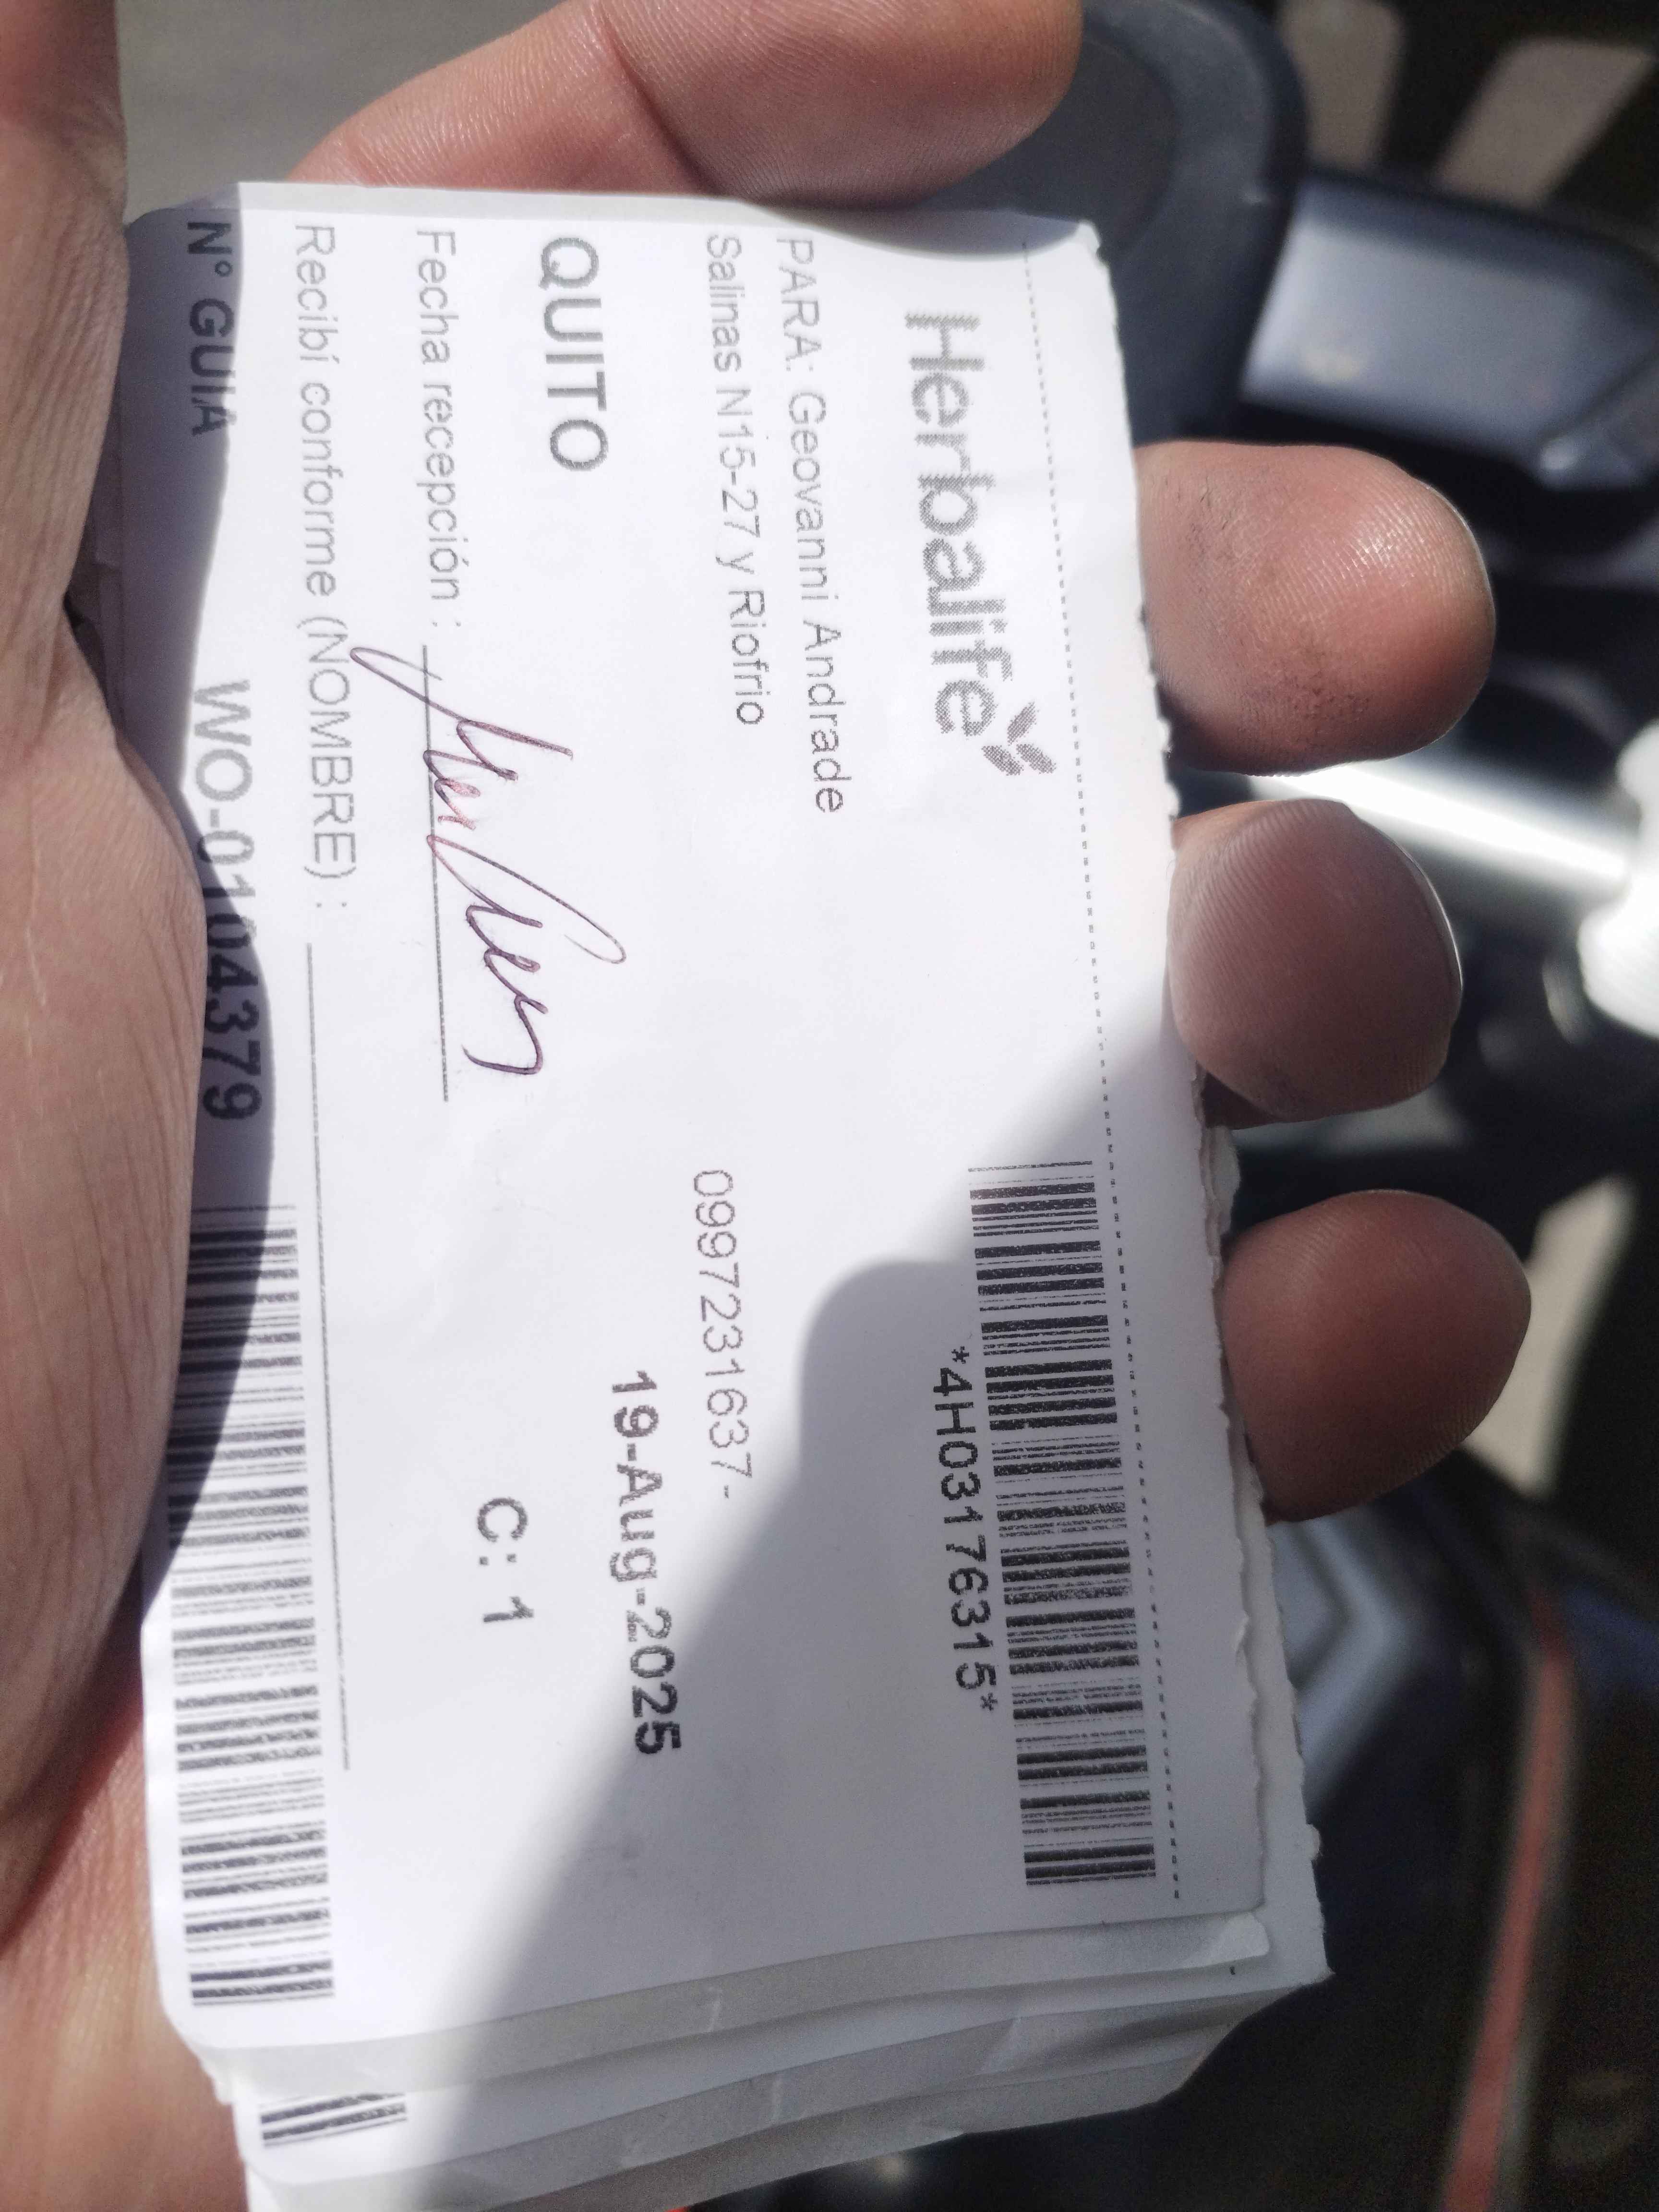 Herbalife
*4H03176315*
PARA: Geovanni Andrade
Salinas N15-27 y Riofrio
0997231637 -
19-Aug-2025
QUITO
C: 1
Fecha recepción :
Recibí conforme (NOMBRE) :
N° GUIA WO-0104379